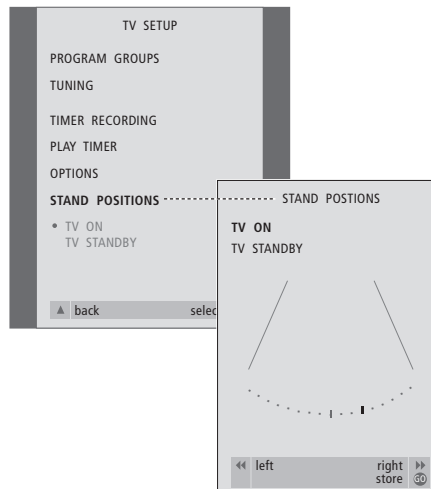 TV SETUP
PROGRAM GROUPS
TUNING
TIMER RECORDING
PLAY TIMER
OPTIONS
STAND POSITIONS
• TV ON
TV STANDBY
▲ back selec
STAND POSTIONS
TV ON
TV STANDBY
◀◀ left right ▶▶
store GO